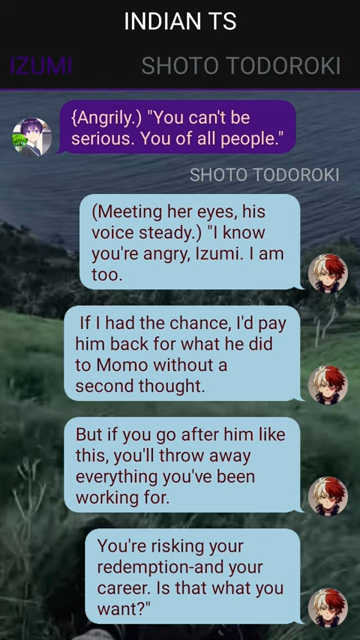 INDIAN TS
IZUMI SHOTO TODOROKI
{Angrily.) "You can't be
serious. You of all people."
SHOTO TODOROKI
(Meeting her eyes, his
voice steady.) "I know
you're angry, Izumi. I am
too.
If I had the chance, I'd pay
him back for what he did
to Momo without a
second thought.
But if you go after him like
this, you'll throw away
everything you've been
working for.
You're risking your
redemption-and your
career. Is that what you
want?"